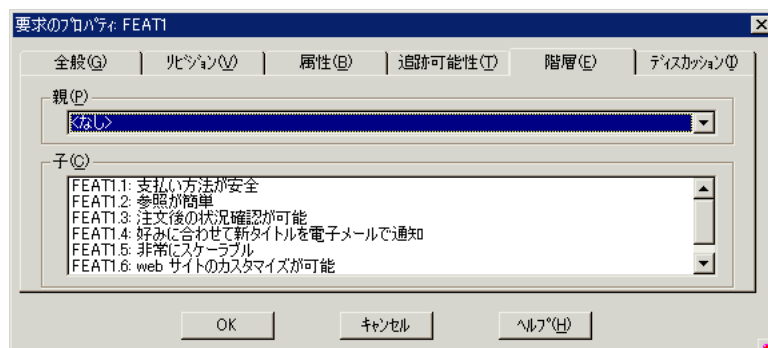 要求のプロパティ: FEAT1
全般(G) リビジョン(V) 属性(B) 追跡可能性(T) 階層(E) ディスカッション(I)
親(P)
<なし>
子(C)
FEAT1.1: 支払い方法が安全
FEAT1.2: 参照が簡単
FEAT1.3: 注文後の状況確認が可能
FEAT1.4: 好みに合わせて新タイトルを電子メールで通知
FEAT1.5: 非常にスケーラブル
FEAT1.6: web サイトのカスタマイズが可能
OK キャンセル ヘルプ(H)